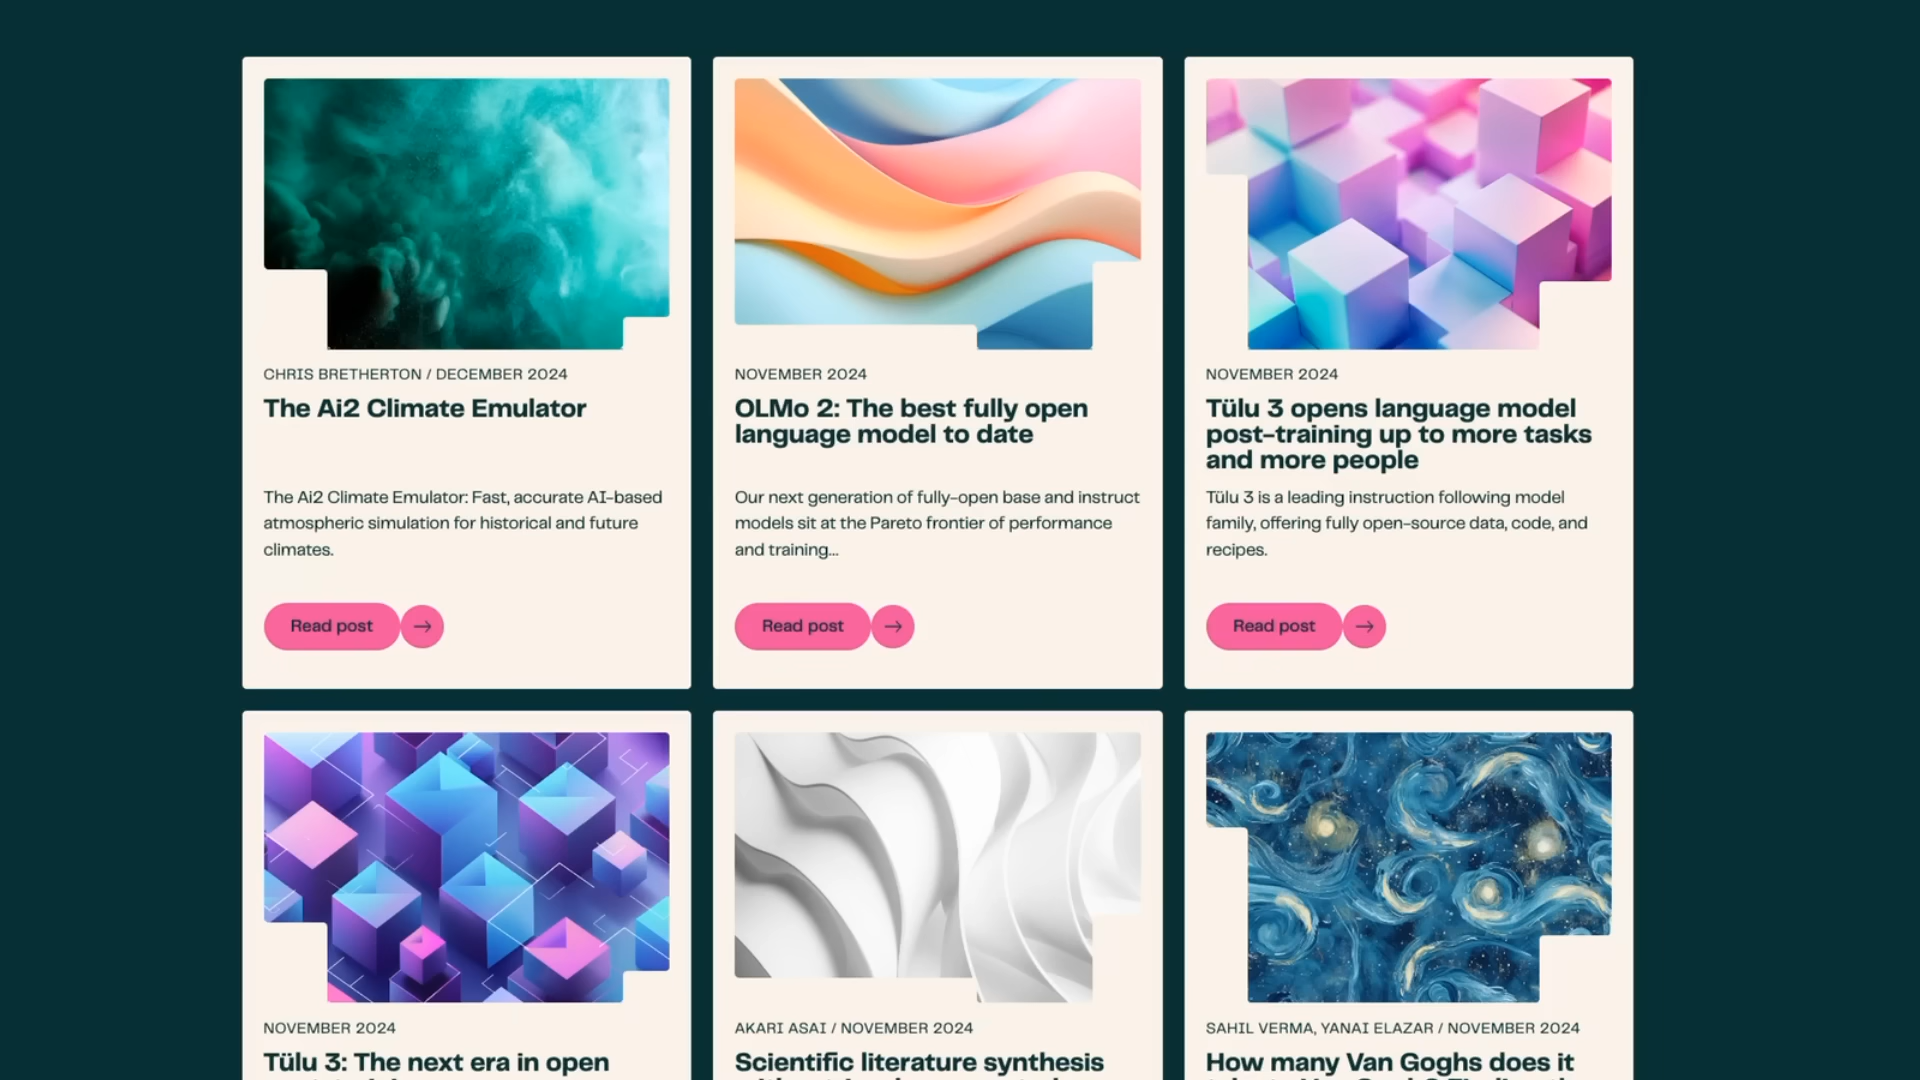 CHRIS BRETHERTON / DECEMBER 2024
The Ai2 Climate Emulator
The Ai2 Climate Emulator: Fast, accurate AI-based
atmospheric simulation for historical and future
climates.
Read post
NOVEMBER 2024
OLMo 2: The best fully open
language model to date
Our next generation of fully-open base and instruct
models sit at the Pareto frontier of performance
and training...
Read post
NOVEMBER 2024
Tülu 3 opens language model
post-training up to more tasks
and more people
Tülu 3 is a leading instruction following model
family, offering fully open-source data, code, and
recipes.
Read post
NOVEMBER 2024
Tülu 3: The next era in open
AKARI ASAI / NOVEMBER 2024
Scientific literature synthesis
SAHIL VERMA, YANAI ELAZAR / NOVEMBER 2024
How many Van Goghs does it